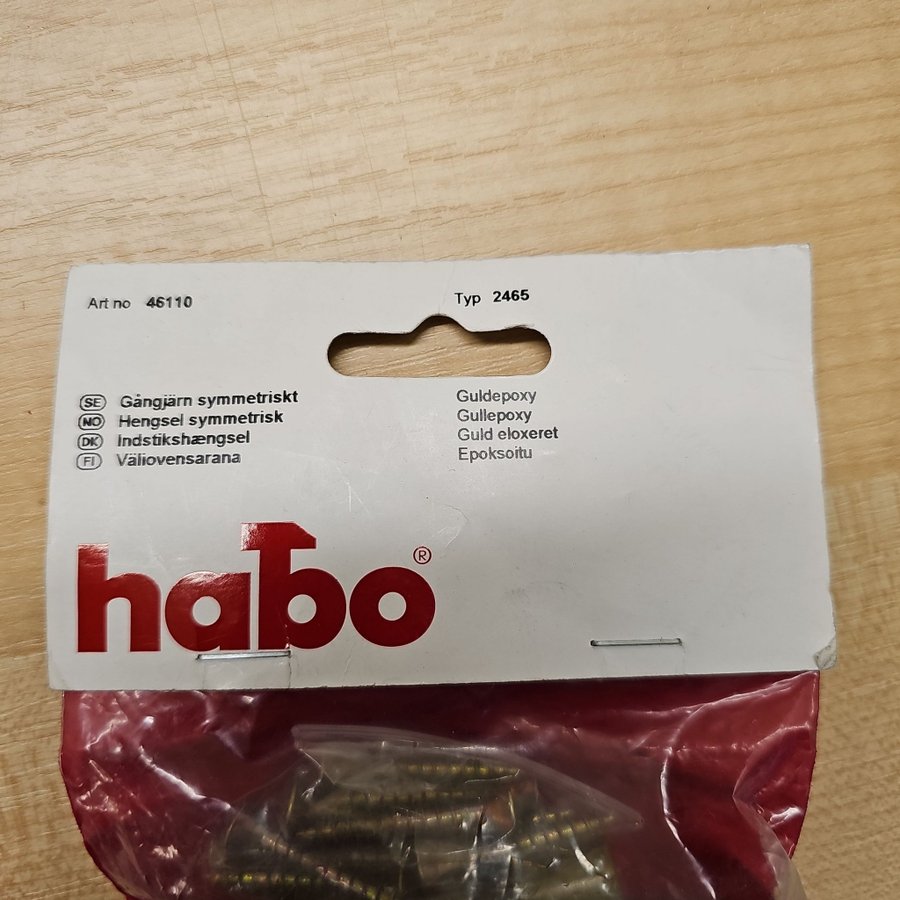 Art no 46110 Typ 2465
SE Gångjärn symmetriskt Guldepoxy
NO Hengsel symmetrisk Gullepoxy
DK Indstikshængsel Guld eloxeret
FI Väliovensarana Epoksoitu
habo®